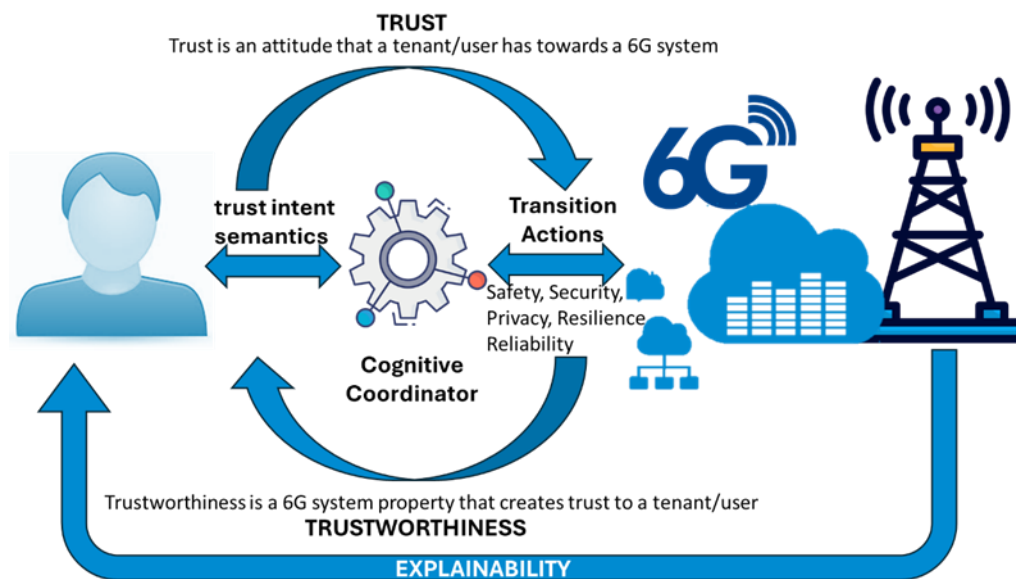 TRUST
Trust is an attitude that a tenant/user has towards a 6G system
6G
trust intent
semantics
Transition
Actions
Safety, Security,
Privacy, Resilience
Reliability
Cognitive
Coordinator
Trustworthiness is a 6G system property that creates trust to a tenant/user
TRUSTWORTHINESS
EXPLAINABILITY